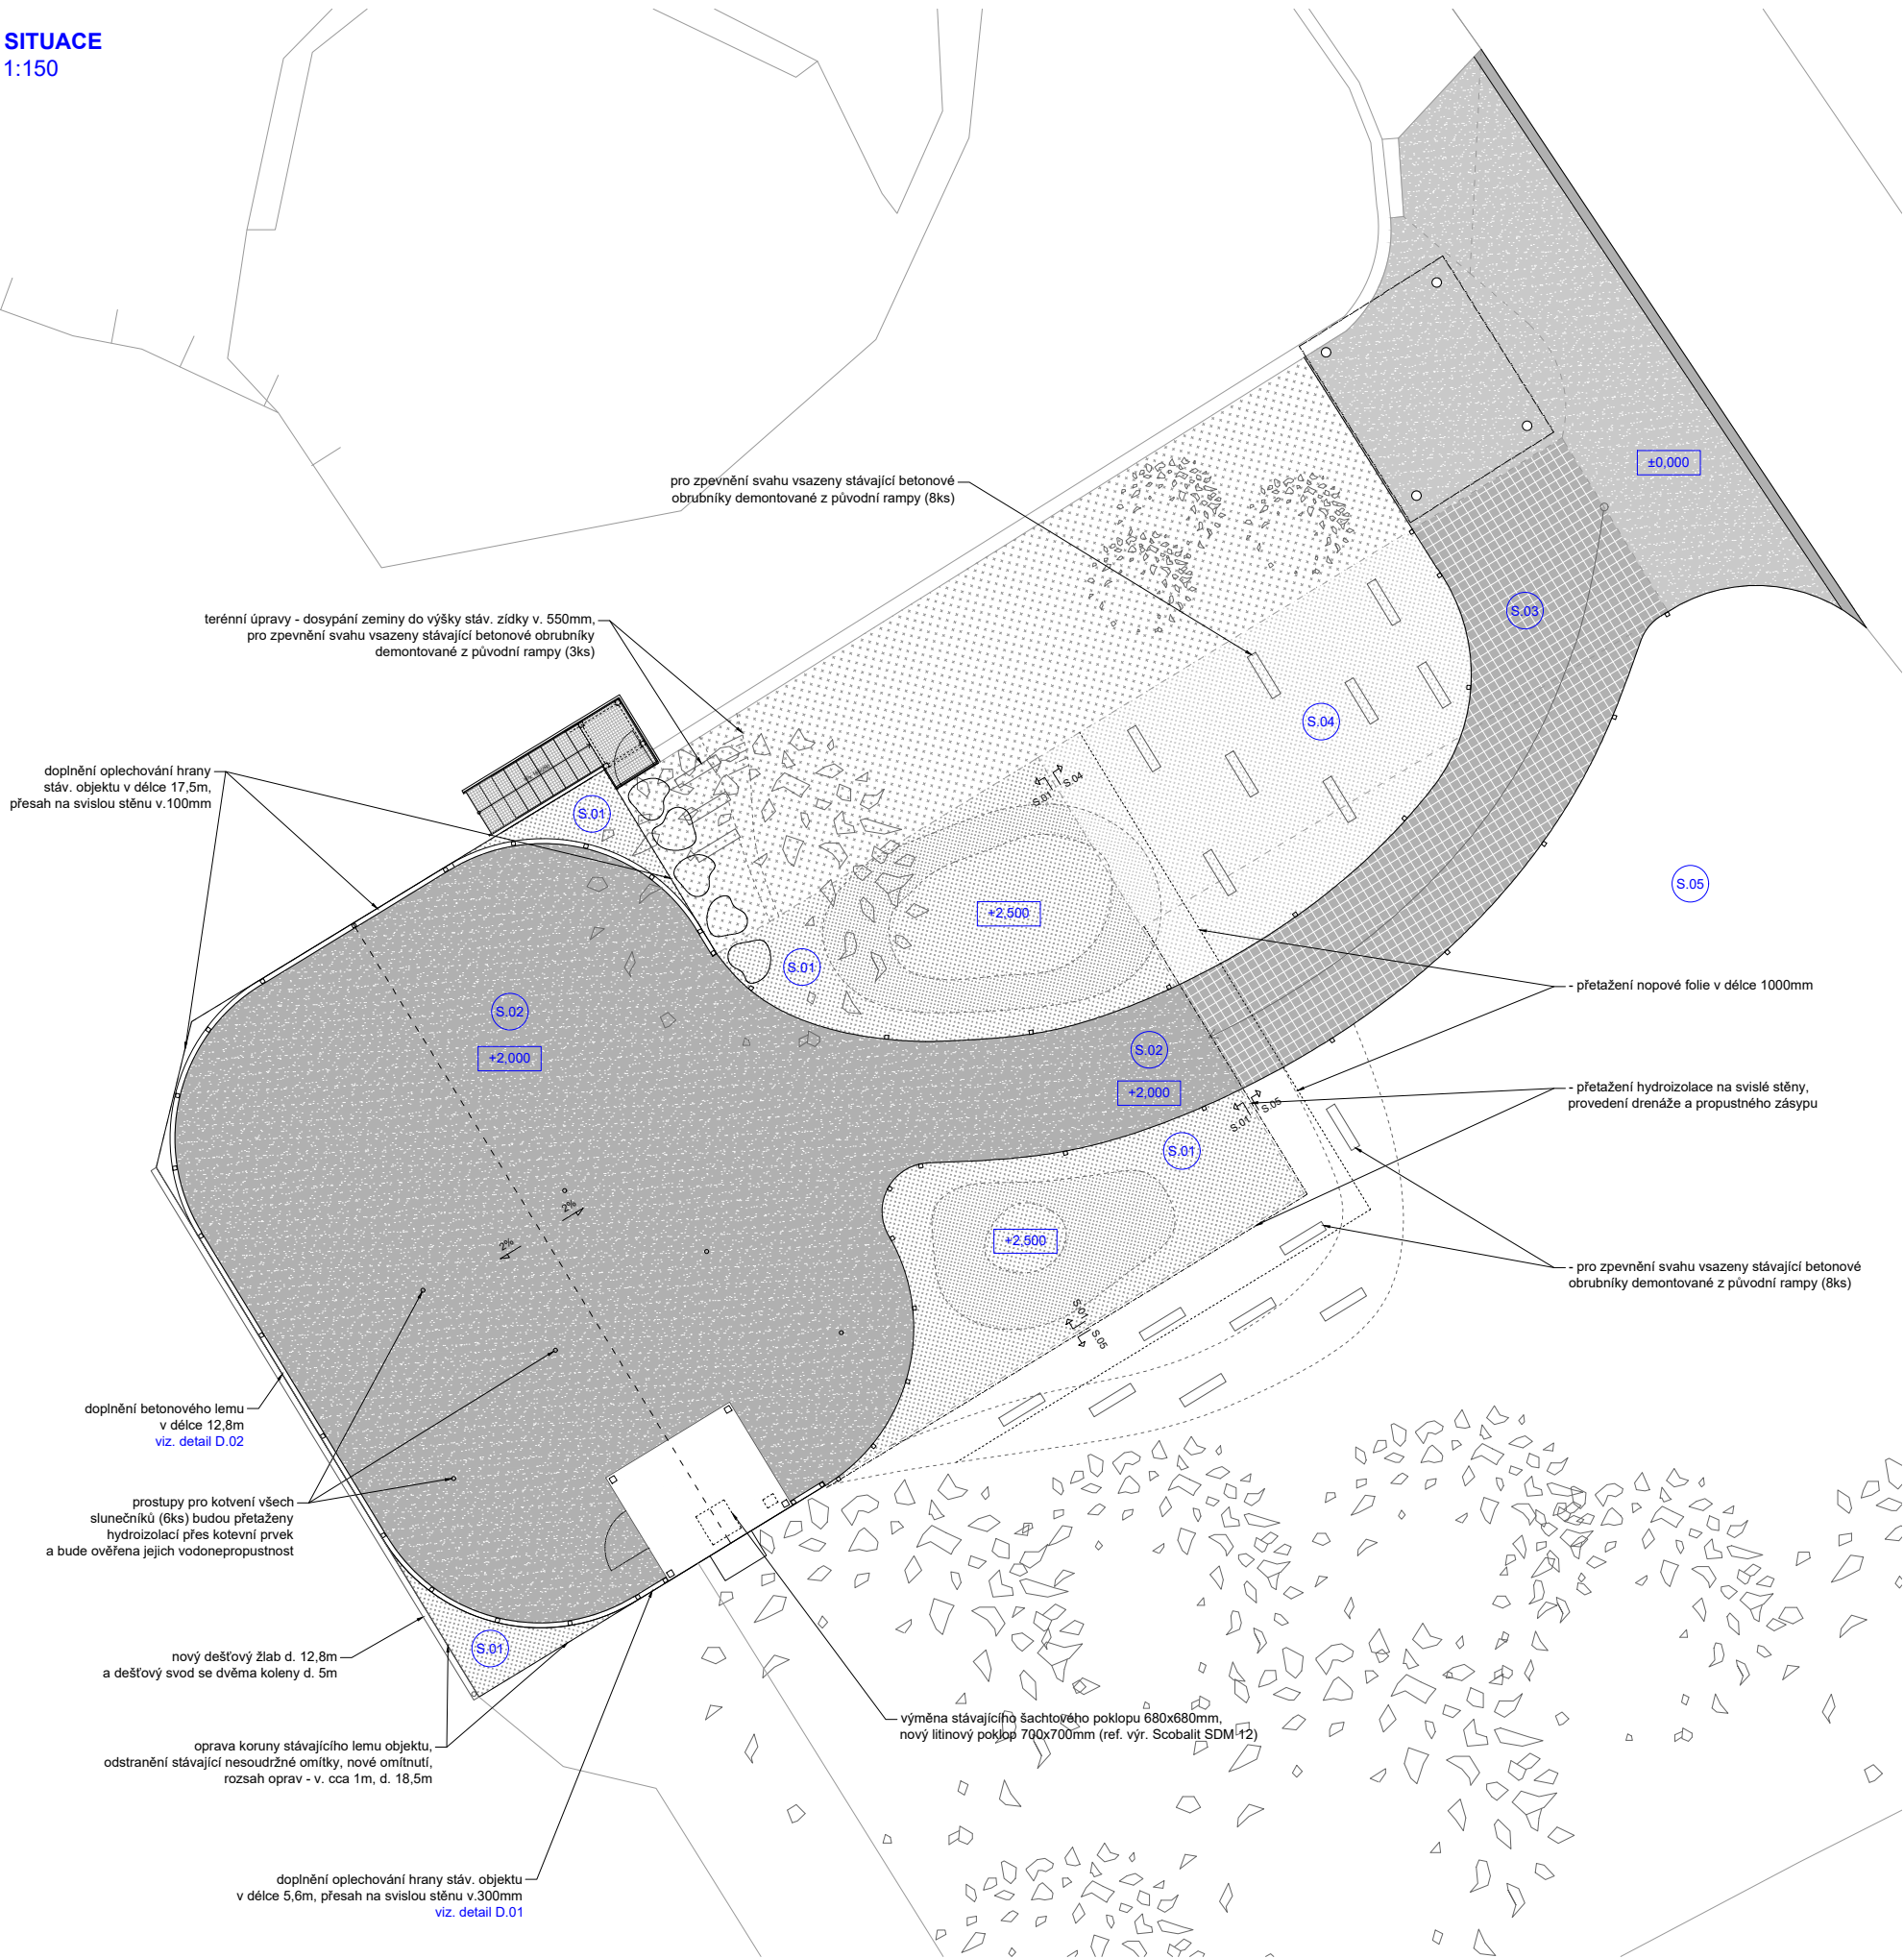 SITUACE
1:150
±0,000
pro zpevnění svahu vsazeny stávající betonové
obrubníky demontované z původní rampy (8ks)
S.03
terénní úpravy - dosypání zeminy do výšky stáv. zídky v. 550mm,
pro zpevnění svahu vsazeny stávající betonové obrubníky
demontované z původní rampy (3ks)
S.04
doplnění oplechování hrany
stáv. objektu v délce 17,5m,
přesah na svislou stěnu v.100mm
S.01
S.01
S.04
S.05
+2,500
S.01
S.02
+2,000
- přetažení nopové folie v délce 1000mm
S.02
+2,000
- přetažení hydroizolace na svislé stěny,
provedení drenáže a propustného zásypu
S.01
S.05
S.01
2%
2%
+2,500
- pro zpevnění svahu vsazeny stávající betonové
obrubníky demontované z původní rampy (8ks)
S.01
S.05
doplnění betonového lemu
v délce 12,8m
viz. detail D.02
prostupy pro kotvení všech
slunečníků (6ks) budou přetaženy
hydroizolací přes kotevní prvek
a bude ověřena jejich vodonepropustnost
S.01
nový dešťový žlab d. 12,8m
a dešťový svod se dvěma koleny d. 5m
výměna stávajícího šachtového poklopu 680x680mm,
nový litinový poklop 700x700mm (ref. výr. Scobalit SDM 12)
oprava koruny stávajícího lemu objektu,
odstranění stávající nesoudržné omítky, nové omítnutí,
rozsah oprav - v. cca 1m, d. 18,5m
doplnění oplechování hrany stáv. objektu
v délce 5,6m, přesah na svislou stěnu v.300mm
viz. detail D.01